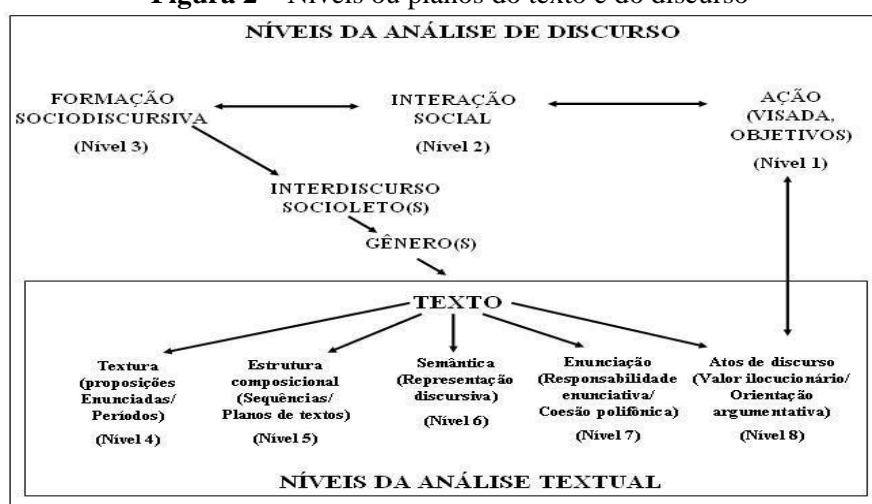 Figura 2 – Níveis ou planos do texto e do discurso
NÍVEIS DA ANÁLISE DE DISCURSO
FORMAÇÃO
SOCIODISCURSIVA
(Nível 3)
INTERAÇÃO
SOCIAL
(Nível 2)
AÇÃO
(VISADA,
OBJETIVOS)
(Nível 1)
INTERDISCURSO
SOCIOLETO(S)
GÊNERO(S)
TEXTO
Textura
(proposições
Enunciadas/
Períodos)
(Nível 4)
Estrutura
composicional
(Sequências/
Planos de textos)
(Nível 5)
Semântica
(Representação
discursiva)
(Nível 6)
Enunciação
(Responsabilidade
enunciativa/
Coesão polifônica)
(Nível 7)
Atos de discurso
(Valor ilocucionário/
Orientação
argumentativa)
(Nível 8)
NÍVEIS DA ANÁLISE TEXTUAL